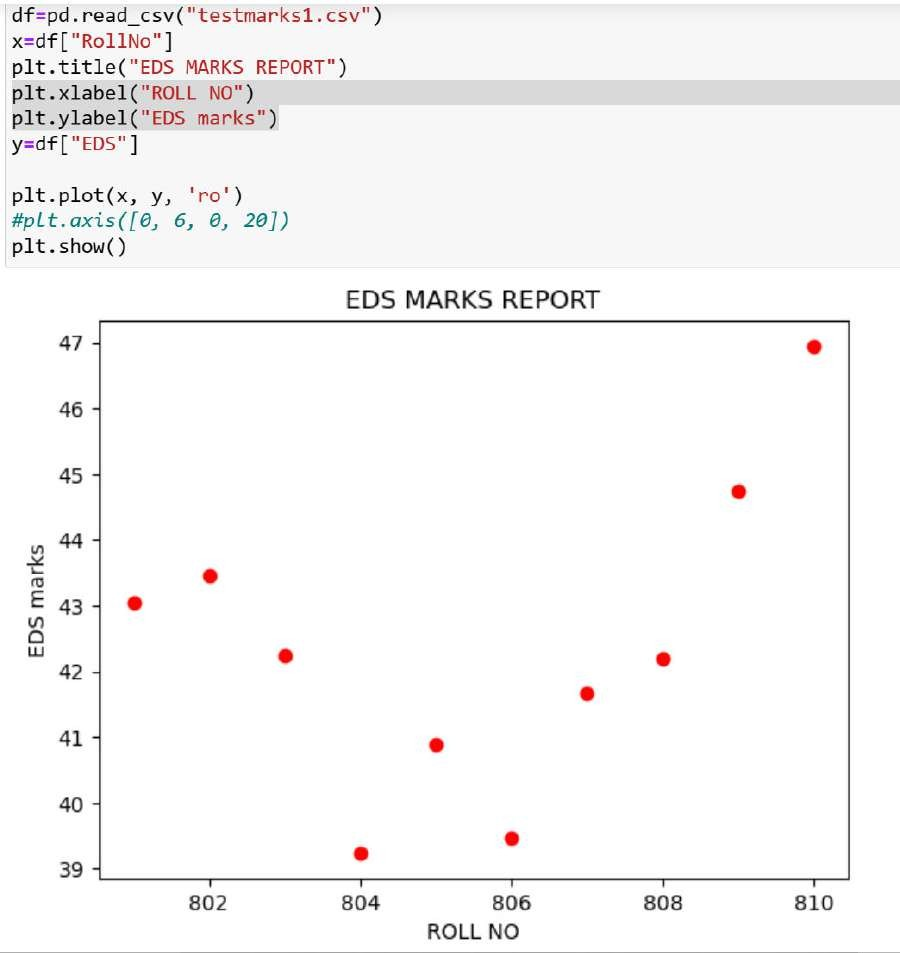 df=pd.read_csv("testmarks1.csv")
x=df["RollNo"]
plt.title("EDS MARKS REPORT")
plt.xlabel("ROLL NO")
plt.ylabel("EDS marks")
y=df["EDS"]
plt.plot(x, y, 'ro')
#plt.axis([0, 6, 0, 20])
plt.show()
EDS MARKS REPORT
47
46
45
44
43
42
41
40
39
EDS marks
802 804 806 808 810
ROLL NO